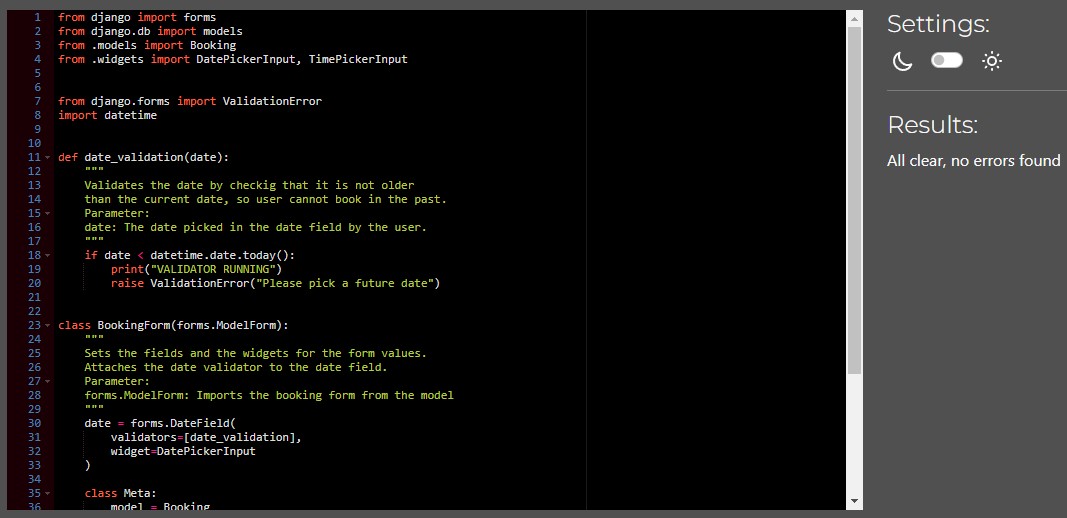 1 from django import forms
2 from django.db import models
3 from .models import Booking
4 from .widgets import DatePickerInput, TimePickerInput
5
6
7 from django.forms import ValidationError
8 import datetime
9
10
11 def date_validation(date):
12     """
13     Validates the date by checkig that it is not older
14     than the current date, so user cannot book in the past.
15     Parameter:
16     date: The date picked in the date field by the user.
17     """
18     if date < datetime.date.today():
19         print("VALIDATOR RUNNING")
20         raise ValidationError("Please pick a future date")
21
22
23 class BookingForm(forms.ModelForm):
24     """
25     Sets the fields and the widgets for the form values.
26     Attaches the date validator to the date field.
27     Parameter:
28     forms.ModelForm: Imports the booking form from the model
29     """
30     date = forms.DateField(
31         validators=[date_validation],
32         widget=DatePickerInput
33     )
34
35     class Meta:
36         model = Booking
Settings:
Results:
All clear, no errors found